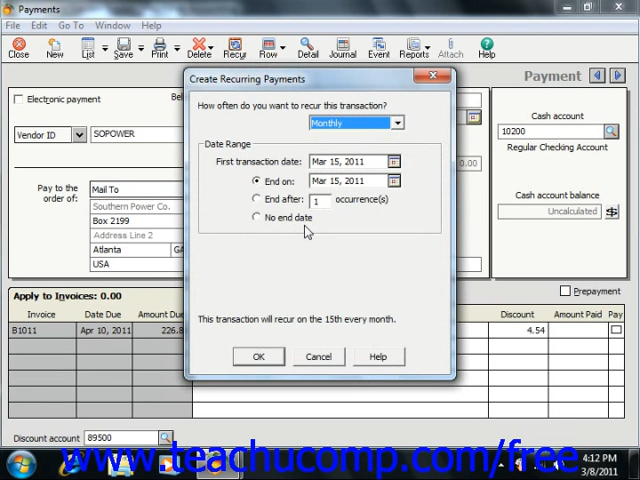 Payments
File Edit Go To Window Help
Close New List Save Print Delete Recur Row Detail Journal Event Reports Attach Help
Create Recurring Payments
Payment
Electronic payment
How often do you want to recur this transaction?
Monthly
Cash account
10200
Regular Checking Account
Vendor ID SOPOWER
Date Range
First transaction date: Mar 15, 2011
End on: Mar 15, 2011
End after: 1 occurrence(s)
No end date
Cash account balance
Uncalculated
Pay to the
order of:
Mail To
Southern Power Co.
Box 2199
Address Line 2
Atlanta
USA
Apply to Invoices: 0.00
Prepayment
Invoice Date Due Amount Due Discount Amount Paid Pay
B1011 Apr 10, 2011 226.8 4.54
This transaction will recur on the 15th every month.
OK Cancel Help
Discount account 89500
www.teachucomp.com/free
4:12 PM
3/8/2011